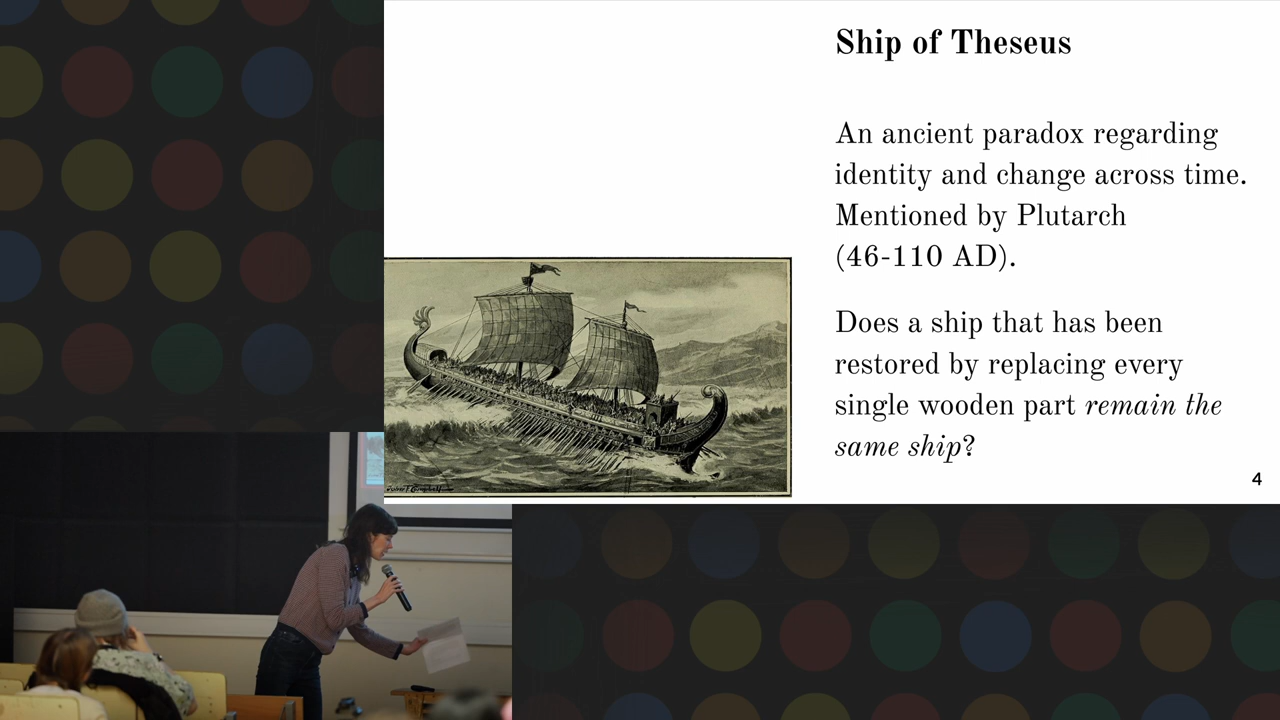 Ship of Theseus
An ancient paradox regarding
identity and change across time.
Mentioned by Plutarch
(46-110 AD).
Does a ship that has been
restored by replacing every
single wooden part remain the
same ship?
4